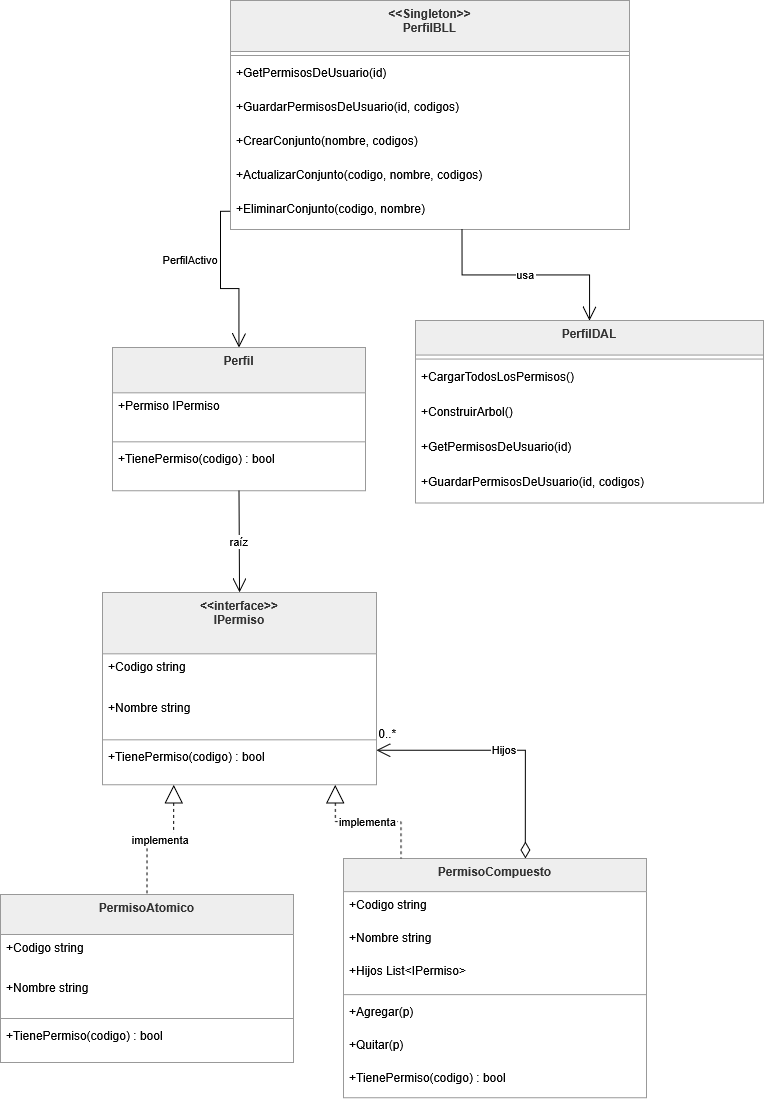 <<Singleton>>
PerfilBLL
+GetPermisosDeUsuario(id)
+GuardarPermisosDeUsuario(id, codigos)
+CrearConjunto(nombre, codigos)
+ActualizarConjunto(codigo, nombre, codigos)
+EliminarConjunto(codigo, nombre)
PerfilActivo
usa
PerfilDAL
+CargarTodosLosPermisos()
+ConstruirArbol()
+GetPermisosDeUsuario(id)
+GuardarPermisosDeUsuario(id, codigos)
Perfil
+Permiso IPermiso
+TienePermiso(codigo) : bool
raíz
<<interface>>
IPermiso
+Codigo string
+Nombre string
+TienePermiso(codigo) : bool
0..*
Hijos
implementa
implementa
PermisoAtomico
+Codigo string
+Nombre string
+TienePermiso(codigo) : bool
PermisoCompuesto
+Codigo string
+Nombre string
+Hijos List<IPermiso>
+Agregar(p)
+Quitar(p)
+TienePermiso(codigo) : bool